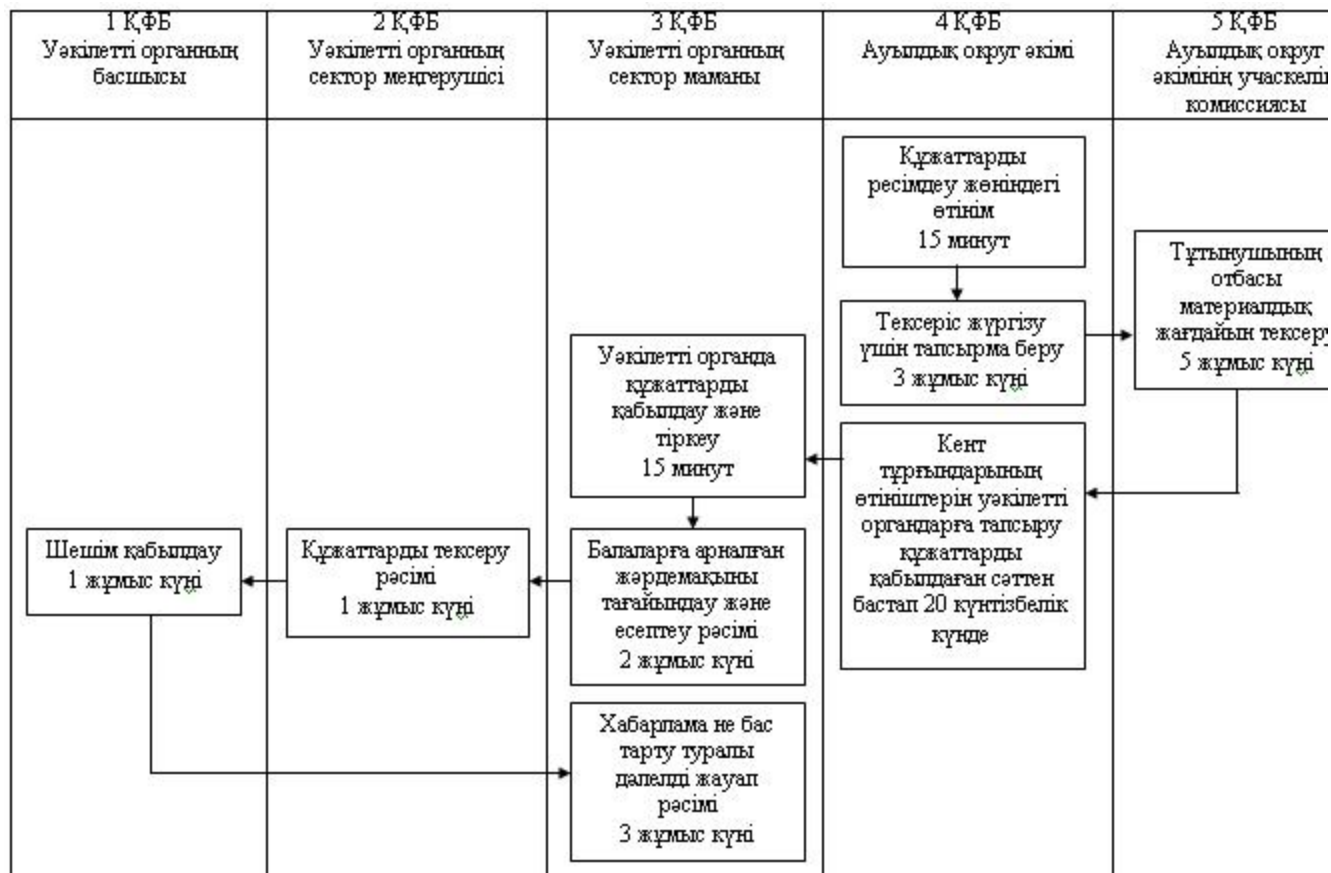 1 ҚФБ
Уәкілетті органның
басшысы
2 ҚФБ
Уәкілетті органның
сектор меңгерушісі
3 ҚФБ
Уәкілетті органның
сектор маманы
4 ҚФБ
Ауылдық округ әкімі
5 ҚФБ
Ауылдық округ
әкімінің учаскелік
комиссиясы
Құжаттарды
ресімдеу жөніндегі
өтінім
15 минут
Тексеріс жүргізу
үшін тапсырма беру
3 жұмыс күні
Тұтынушының
отбасы
материалдық
жағдайын тексеру
5 жұмыс күні
Кент
тұрғындарының
өтініштерін уәкілетті
органдарға тапсыру
құжаттарды
қабылдаған сәттен
бастап 20 күнтізбелік
күнде
Уәкілетті органда
құжаттарды
қабылдау және
тіркеу
15 минут
Балаларға арналған
жәрдемақыны
тағайындау және
есептеу рәсімі
2 жұмыс күні
Құжаттарды тексеру
рәсімі
1 жұмыс күні
Шешім қабылдау
1 жұмыс күні
Хабарлама не бас
тарту туралы
дәлелді жауап
рәсімі
3 жұмыс күні